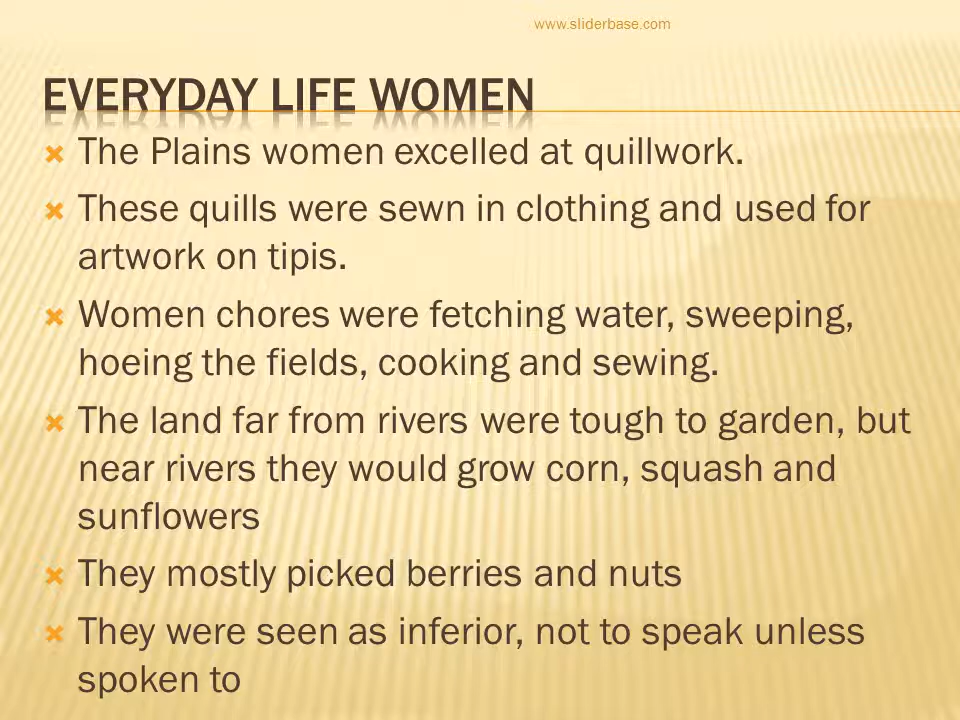 www.sliderbase.com
EVERYDAY LIFE WOMEN
The Plains women excelled at quillwork.
These quills were sewn in clothing and used for
artwork on tipis.
Women chores were fetching water, sweeping,
hoeing the fields, cooking and sewing.
The land far from rivers were tough to garden, but
near rivers they would grow corn, squash and
sunflowers
They mostly picked berries and nuts
They were seen as inferior, not to speak unless
spoken to